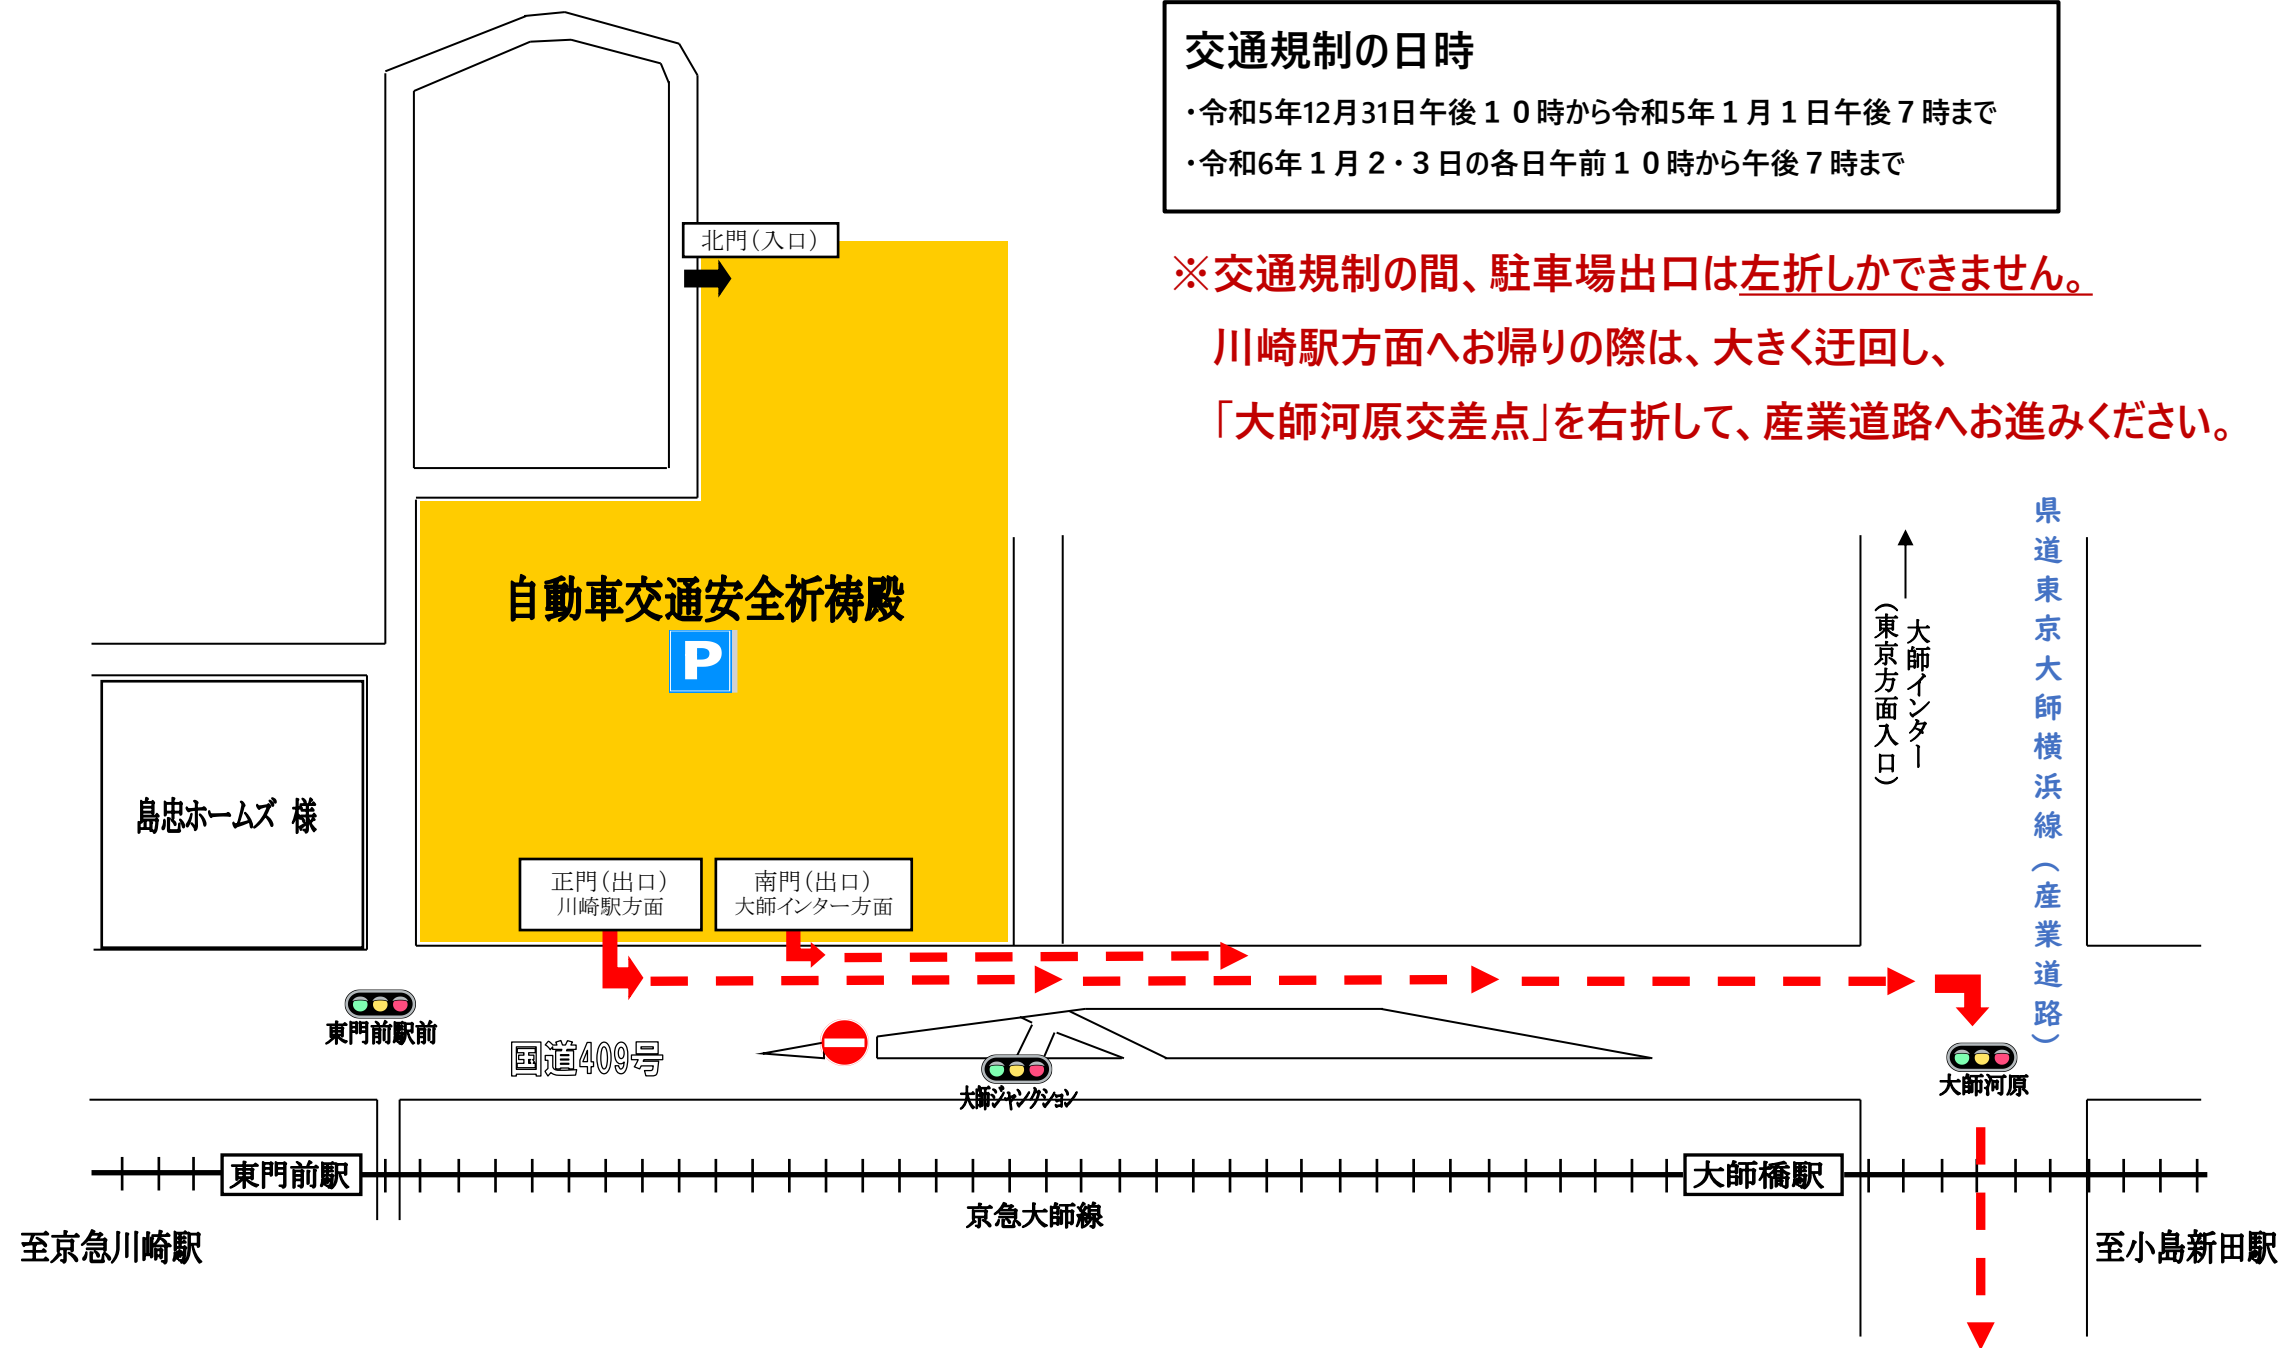 交通規制の日時
・令和5年12月31日午後１０時から令和5年１月１日午後７時まで
・令和6年１月２・３日の各日午前１０時から午後７時まで
※交通規制の間、駐車場出口は左折しかできません。
川崎駅方面へお帰りの際は、大きく迂回し、
「大師河原交差点」を右折して、産業道路へお進みください。
北門（入口）
自動車交通安全祈祷殿
P
島忠ホームズ 様
正門（出口）
川崎駅方面
南門（出口）
大師インター方面
大師インター
（東京方面入口）
県道東京大師横浜線（産業道路）
東門前駅前
国道409号
大師ジャンクション
大師河原
東門前駅
大師橋駅
京急大師線
至京急川崎駅
至小島新田駅